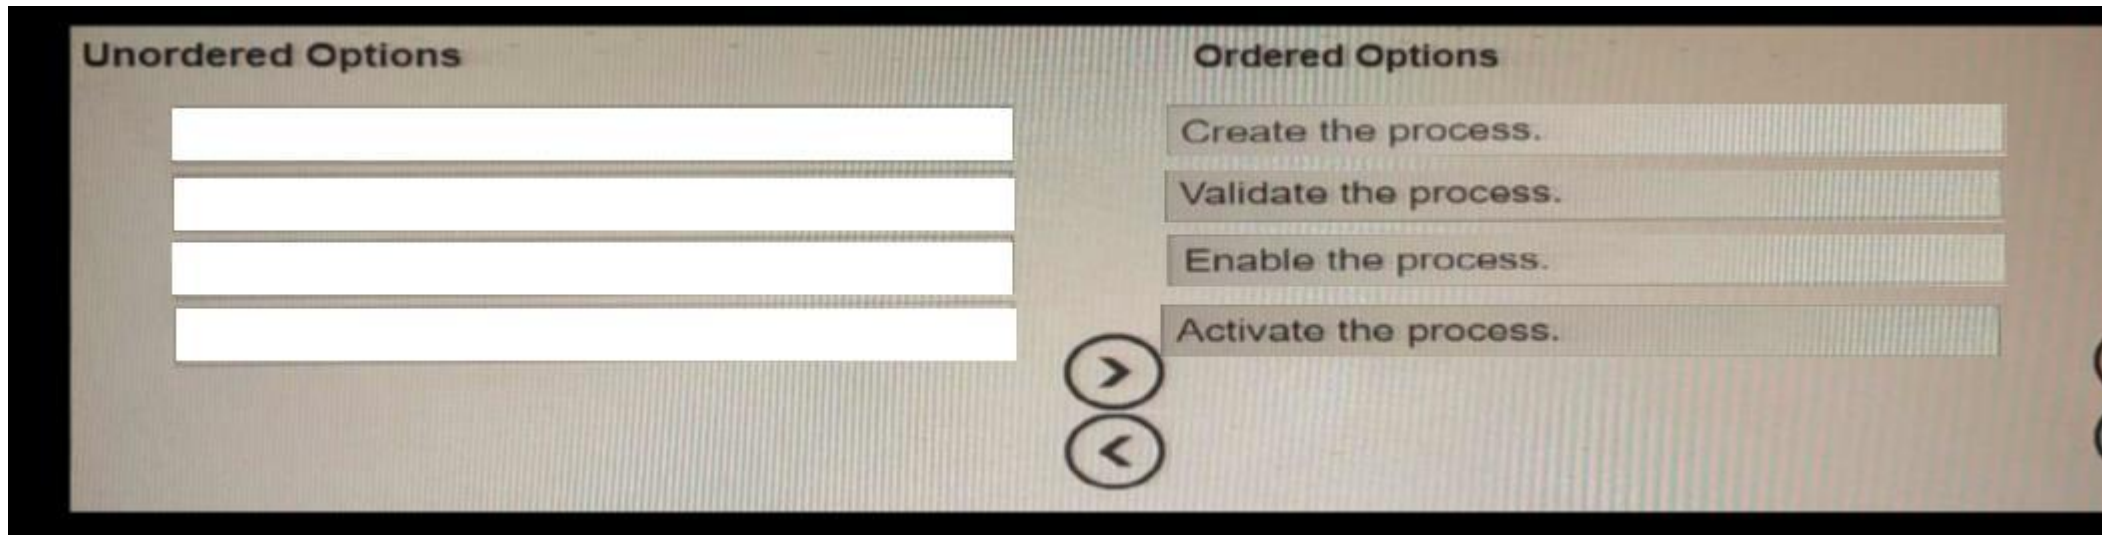 Unordered Options
Ordered Options
Create the process.
Validate the process.
Enable the process.
Activate the process.